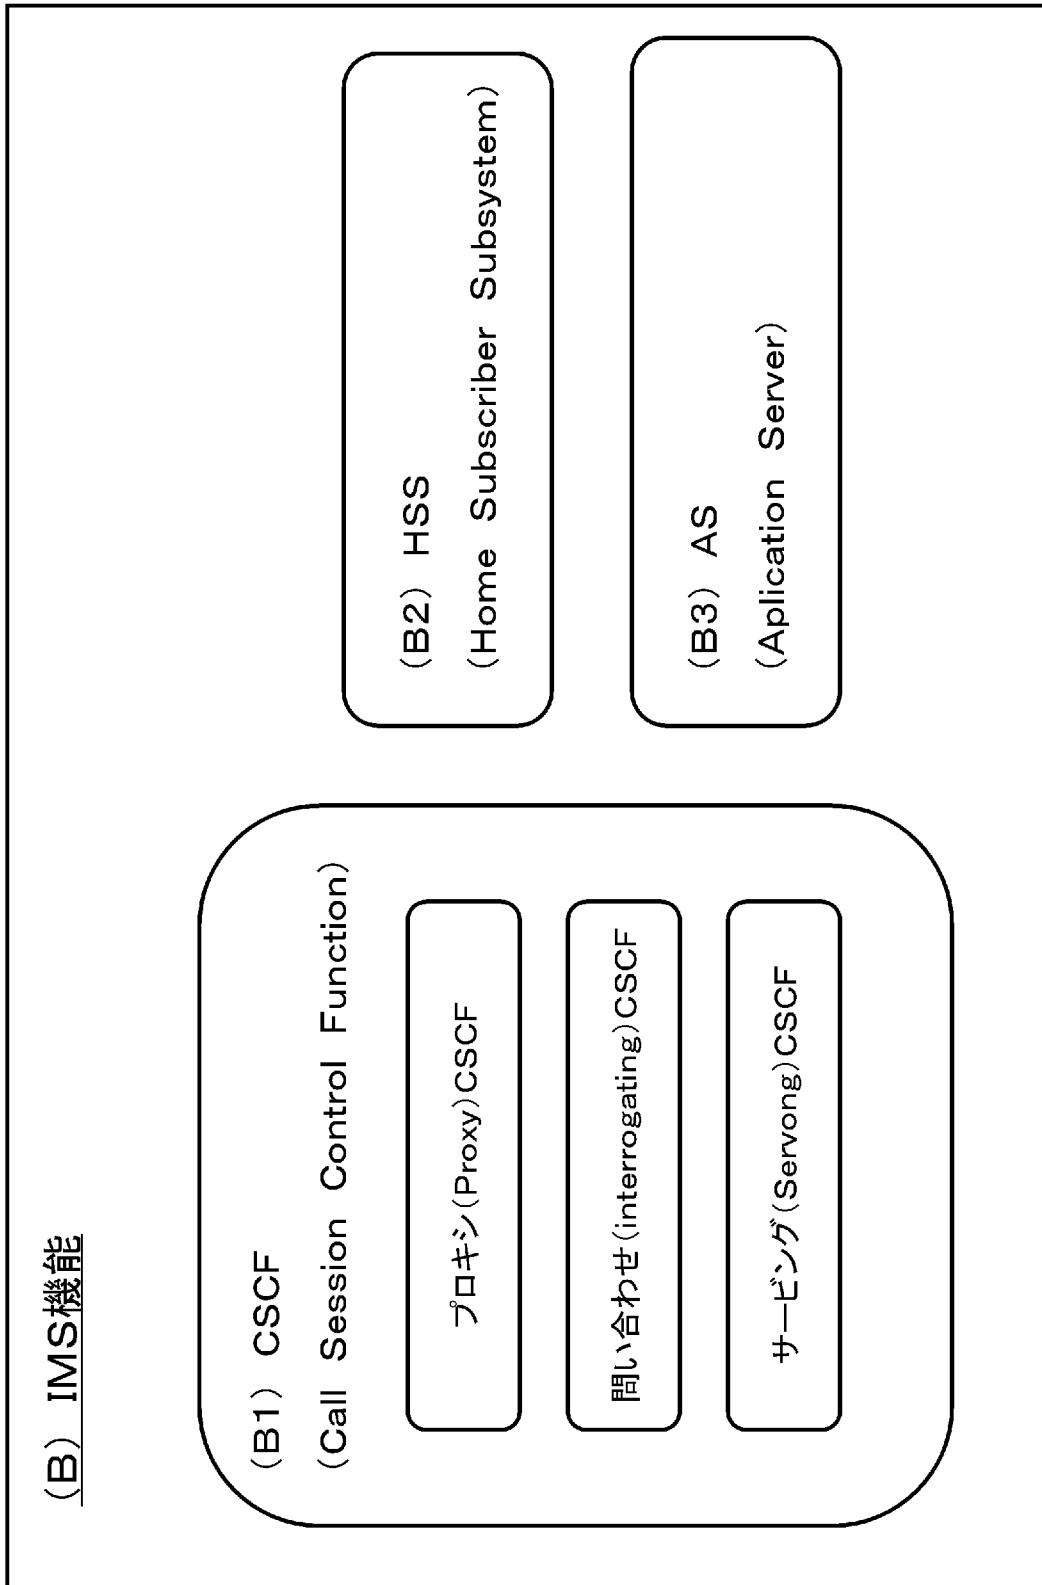 (B) IMS機能
(B1) CSCF
(Call Session Control Function)
プロキシ(Proxy)CSCF
問い合わせ(interrogating)CSCF
サービング(Servong)CSCF
(B2) HSS
(Home Subscriber Subsystem)
(B3) AS
(Aplication Server)